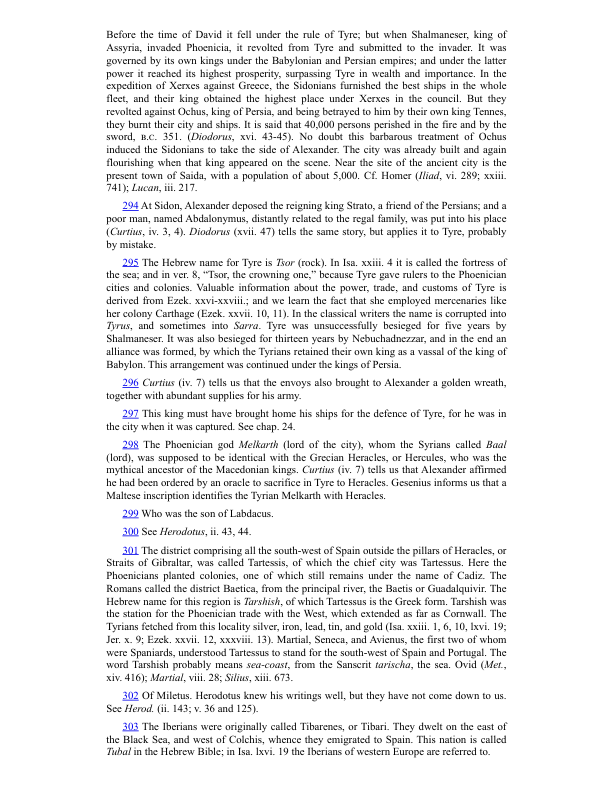 Before the time of David it fell under the rule of Tyre; but when Shalmaneser, king of
Assyria, invaded Phoenicia, it revolted from Tyre and submitted to the invader. It was
governed by its own kings under the Babylonian and Persian empires; and under the latter
power it reached its highest prosperity, surpassing Tyre in wealth and importance. In the
expedition of Xerxes against Greece, the Sidonians furnished the best ships in the whole
fleet, and their king obtained the highest place under Xerxes in the council. But they
revolted against Ochus, king of Persia, and being betrayed to him by their own king Tennes,
they burnt their city and ships. It is said that 40,000 persons perished in the fire and by the
sword, B.C. 351. (Diodorus, xvi. 43-45). No doubt this barbarous treatment of Ochus
induced the Sidonians to take the side of Alexander. The city was already built and again
flourishing when that king appeared on the scene. Near the site of the ancient city is the
present town of Saida, with a population of about 5,000. Cf. Homer (Iliad, vi. 289; xxiii.
741); Lucan, iii. 217.
294 At Sidon, Alexander deposed the reigning king Strato, a friend of the Persians; and a
poor man, named Abdalonymus, distantly related to the regal family, was put into his place
(Curtius, iv. 3, 4). Diodorus (xvii. 47) tells the same story, but applies it to Tyre, probably
by mistake.
295 The Hebrew name for Tyre is Tsor (rock). In Isa. xxiii. 4 it is called the fortress of
the sea; and in ver. 8, “Tsor, the crowning one,” because Tyre gave rulers to the Phoenician
cities and colonies. Valuable information about the power, trade, and customs of Tyre is
derived from Ezek. xxvi-xxviii.; and we learn the fact that she employed mercenaries like
her colony Carthage (Ezek. xxvii. 10, 11). In the classical writers the name is corrupted into
Tyrus, and sometimes into Sarra. Tyre was unsuccessfully besieged for five years by
Shalmaneser. It was also besieged for thirteen years by Nebuchadnezzar, and in the end an
alliance was formed, by which the Tyrians retained their own king as a vassal of the king of
Babylon. This arrangement was continued under the kings of Persia.
296 Curtius (iv. 7) tells us that the envoys also brought to Alexander a golden wreath,
together with abundant supplies for his army.
297 This king must have brought home his ships for the defence of Tyre, for he was in
the city when it was captured. See chap. 24.
298 The Phoenician god Melkarth (lord of the city), whom the Syrians called Baal
(lord), was supposed to be identical with the Grecian Heracles, or Hercules, who was the
mythical ancestor of the Macedonian kings. Curtius (iv. 7) tells us that Alexander affirmed
he had been ordered by an oracle to sacrifice in Tyre to Heracles. Gesenius informs us that a
Maltese inscription identifies the Tyrian Melkarth with Heracles.
299 Who was the son of Labdacus.
300 See Herodotus, ii. 43, 44.
301 The district comprising all the south-west of Spain outside the pillars of Heracles, or
Straits of Gibraltar, was called Tartessis, of which the chief city was Tartessus. Here the
Phoenicians planted colonies, one of which still remains under the name of Cadiz. The
Romans called the district Baetica, from the principal river, the Baetis or Guadalquivir. The
Hebrew name for this region is Tarshish, of which Tartessus is the Greek form. Tarshish was
the station for the Phoenician trade with the West, which extended as far as Cornwall. The
Tyrians fetched from this locality silver, iron, lead, tin, and gold (Isa. xxiii. 1, 6, 10, lxvi. 19;
Jer. x. 9; Ezek. xxvii. 12, xxxviii. 13). Martial, Seneca, and Avienus, the first two of whom
were Spaniards, understood Tartessus to stand for the south-west of Spain and Portugal. The
word Tarshish probably means sea-coast, from the Sanscrit tarischa, the sea. Ovid (Met.,
xiv. 416); Martial, viii. 28; Silius, xiii. 673.
302 Of Miletus. Herodotus knew his writings well, but they have not come down to us.
See Herod. (ii. 143; v. 36 and 125).
303 The Iberians were originally called Tibarenes, or Tibari. They dwelt on the east of
the Black Sea, and west of Colchis, whence they emigrated to Spain. This nation is called
Tubal in the Hebrew Bible; in Isa. lxvi. 19 the Iberians of western Europe are referred to.